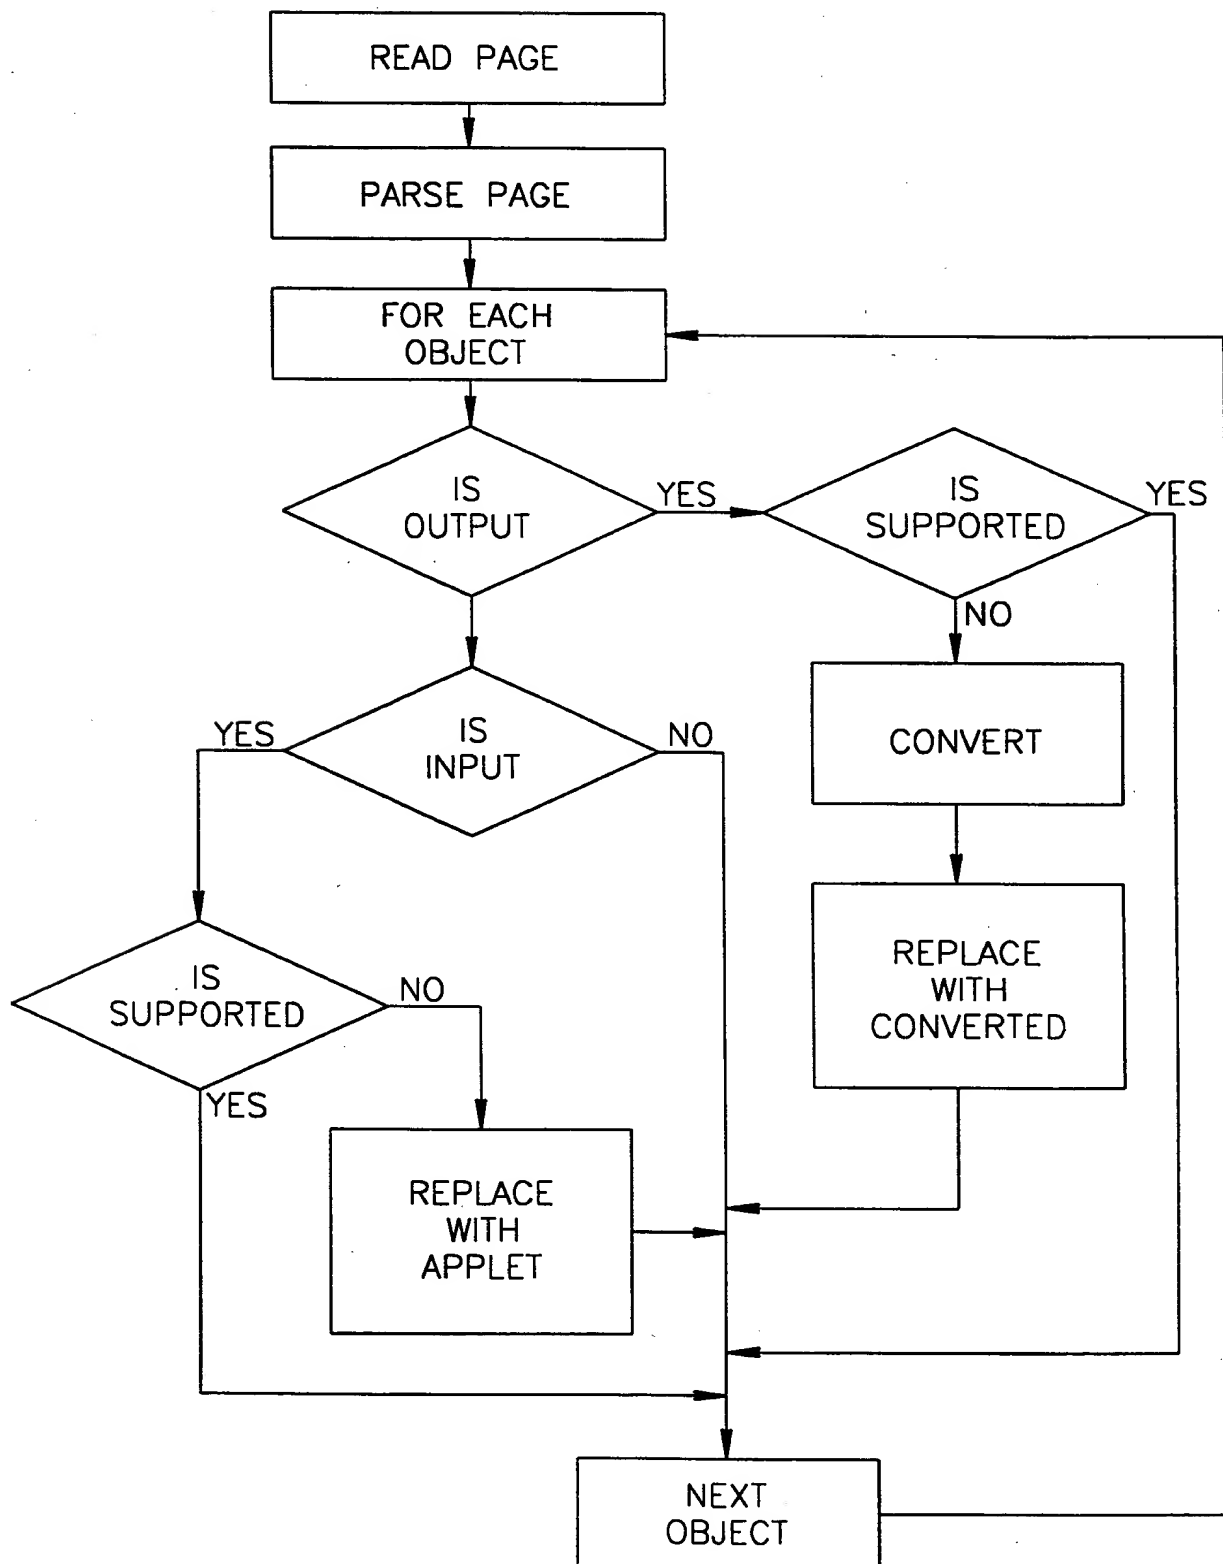 READ PAGE
PARSE PAGE
FOR EACH
OBJECT
IS
OUTPUT
YES
IS
SUPPORTED
YES
NO
CONVERT
REPLACE
WITH
CONVERTED
YES
IS
INPUT
NO
IS
SUPPORTED
NO
YES
REPLACE
WITH
APPLET
NEXT
OBJECT